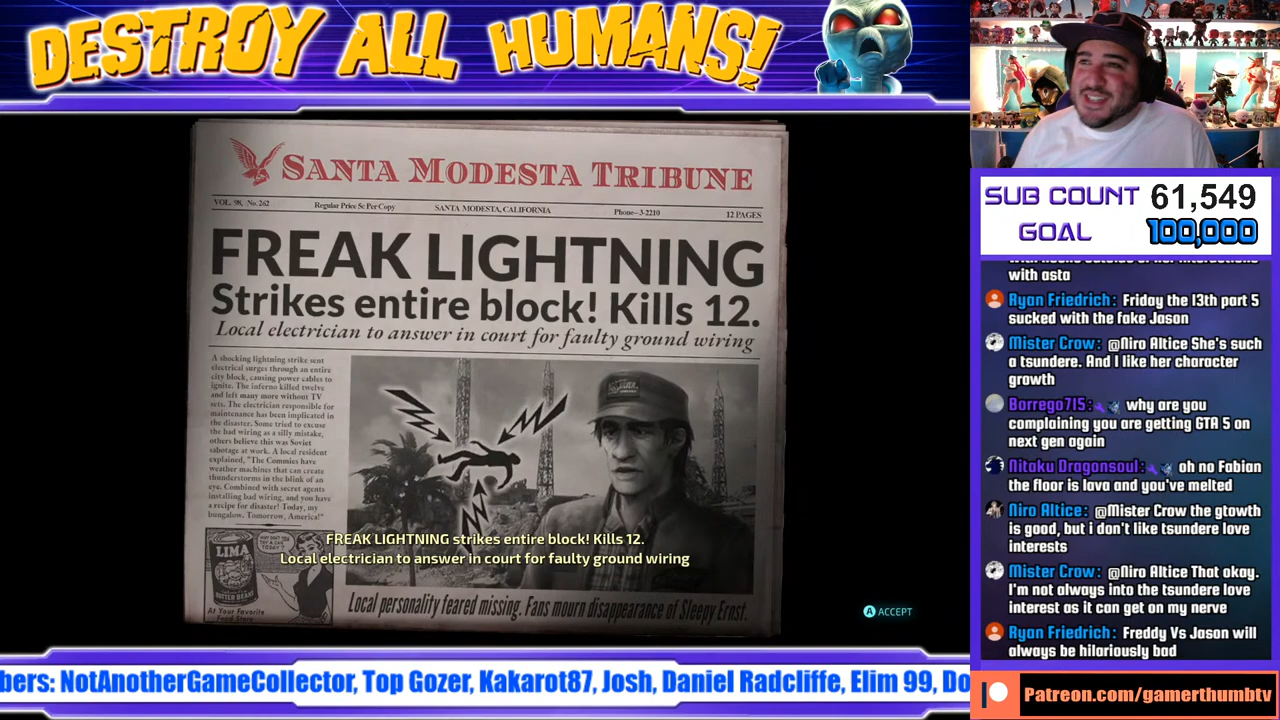 DESTROY ALL HUMANS!
SANTA MODESTA TRIBUNE
VOL. 98, No. 262 Regular Price 5c Per Copy SANTA MODESTA, CALIFORNIA Phone—3-2210 12 PAGES
FREAK LIGHTNING
Strikes entire block! Kills 12.
Local electrician to answer in court for faulty ground wiring
A shocking lightning strike sent
electrical surges through an entire
city block, causing power cables to
ignite. The inferno killed twelve
and left many more without TV
sets. The electrician responsible for
maintenance has been implicated in
the disaster. Some tried to excuse
the bad wiring as a silly mistake,
others believe this was Soviet
sabotage at work. A local resident
explained, "The Commies have
weather machines that can create
thunderstorms in the blink of an
eye. Combined with secret agents
installing bad wiring, and you have
a recipe for disaster! Today, my
bungalow. Tomorrow, America!"
LIMA
BUTTER BEANS
At Your Favorite
Food Store
FREAK LIGHTNING strikes entire block! Kills 12.
Local electrician to answer in court for faulty ground wiring
Local personality feared missing. Fans mourn disappearance of Sleepy Ernst.
A ACCEPT
SUB COUNT 61,549
GOAL 100,000
with asta
Ryan Friedrich: Friday the 13th part 5
sucked with the fake Jason
Mister Crow: @Niro Altice She's such
a tsundere. And I like her character
growth
Borrego715: why are you
complaining you are getting GTA 5 on
next gen again
Nitaku Dragonsoul: oh no Fabian
the floor is lava and you've melted
Niro Altice: @Mister Crow the gtowth
is good, but i don't like tsundere love
interests
Mister Crow: @Niro Altice That okay.
I'm not always into the tsundere love
interest as it can get on my nerve
Ryan Friedrich: Freddy Vs Jason will
always be hilariously bad
bers: NotAnotherGameCollector, Top Gozer, Kakarot87, Josh, Daniel Radcliffe, Elim 99, Do
Patreon.com/gamerthumbtv